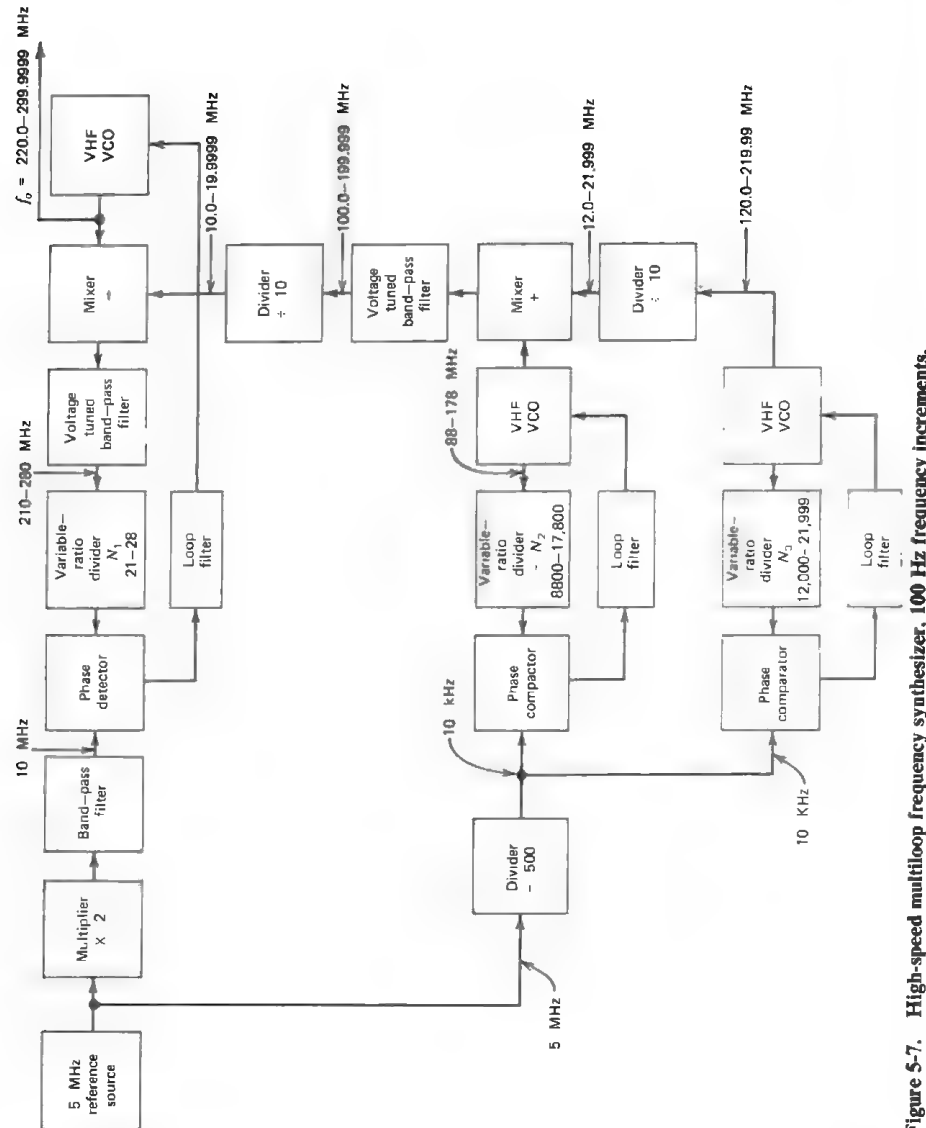 5 MHz
reference
source
Multiplier
X 2
Band—pass
filter
10 MHz
Phase
detector
Variable—
ratio
divider
N₁
21–28
210–280 MHz
Voltage
tuned
band—pass
filter
Mixer
VHF
VCO
fₒ = 220.0–299.9999 MHz
Loop
filter
10.0–19.9999 MHz
Divider
÷ 10
100.0–199.999 MHz
Voltage
tuned
band—pass
filter
5 MHz
Divider
– 500
10 kHz
Phase
compactor
Variable—
ratio
divider
N₂
8800–17,800
88–178 MHz
VHF
VCO
Loop
filter
Mixer
+
12.0–21,999 MHz
Divider
÷ 10
10 KHz
Phase
comparator
Variable—
ratio
divider
N₃
12,000–21,999
VHF
VCO
Loop
filter
120.0–219.99 MHz
Figure 5-7. High-speed multiloop frequency synthesizer, 100 Hz frequency increments.